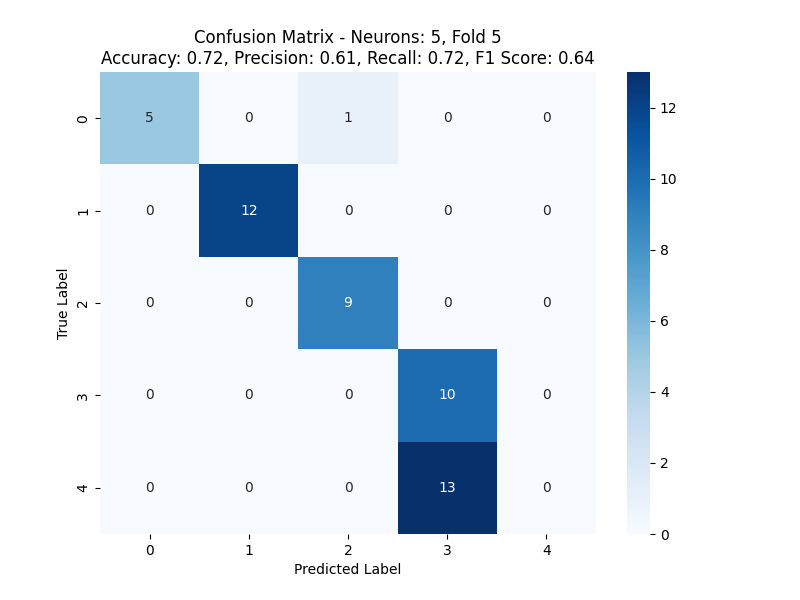 Confusion Matrix - Neurons: 5, Fold 5
Accuracy: 0.72, Precision: 0.61, Recall: 0.72, F1 Score: 0.64
0 5 0 1 0 0
1 0 12 0 0 0
2 0 0 9 0 0
3 0 0 0 10 0
4 0 0 0 13 0
0 1 2 3 4
Predicted Label
True Label
12
10
8
6
4
2
0